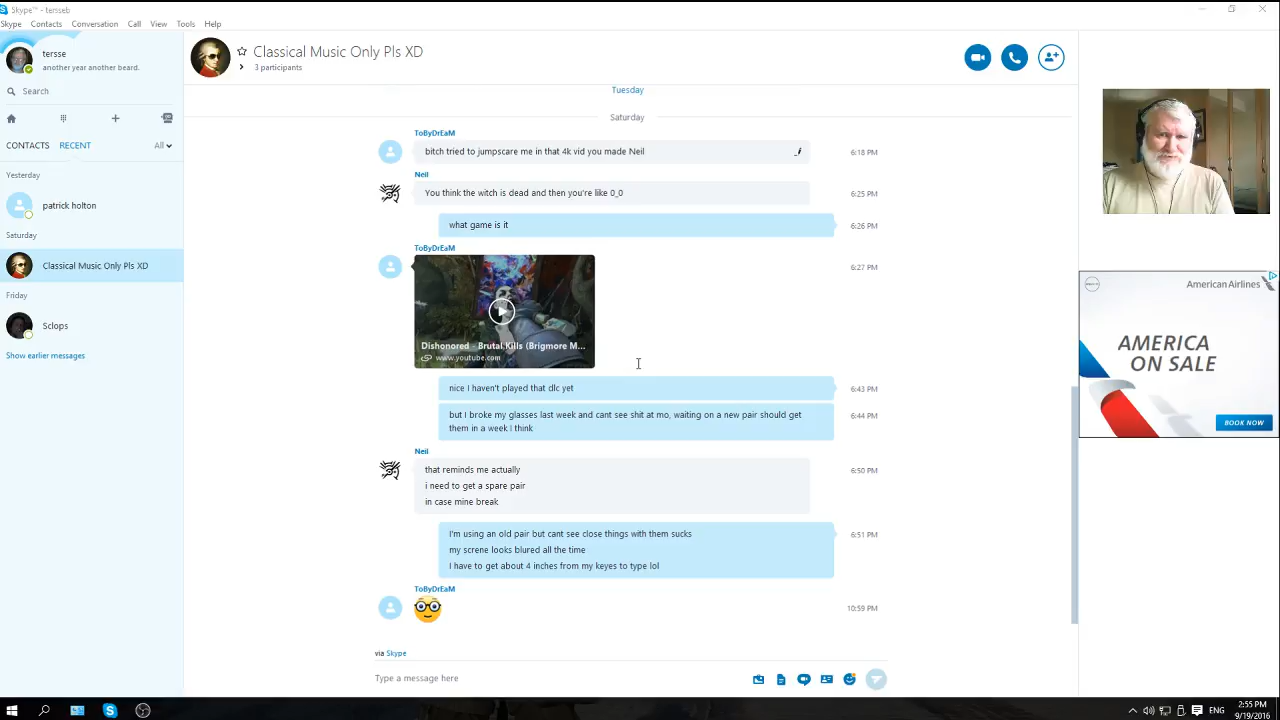 Skype™ - temseb
Skype Contacts Conversation Call View Tools Help
tersse
another year another beard.
Search
CONTACTS RECENT All
Yesterday
patrick holton
Saturday
Classical Music Only Pls XD
Friday
Sclops
Show earlier messages
Classical Music Only Pls XD
3 participants
Tuesday
Saturday
ToByDrEaM
bitch tried to jumpscare me in that 4k vid you made Neil
6:18 PM
Neil
You think the witch is dead and then you're like 0_0
6:25 PM
what game is it
6:26 PM
ToByDrEaM
6:27 PM
Dishonored - Brutal Kills (Brigmore M...
www.youtube.com
nice I haven't played that dlc yet
6:43 PM
but I broke my glasses last week and cant see shit at mo, waiting on a new pair should get
them in a week I think
6:44 PM
Neil
that reminds me actually
6:50 PM
i need to get a spare pair
in case mine break
I'm using an old pair but cant see close things with them sucks
6:51 PM
my screne looks blured all the time
I have to get about 4 inches from my keyes to type lol
ToByDrEaM
10:59 PM
via Skype
Type a message here
American Airlines
AMERICA
ON SALE
BOOK NOW
ENG
2:55 PM
9/19/2016